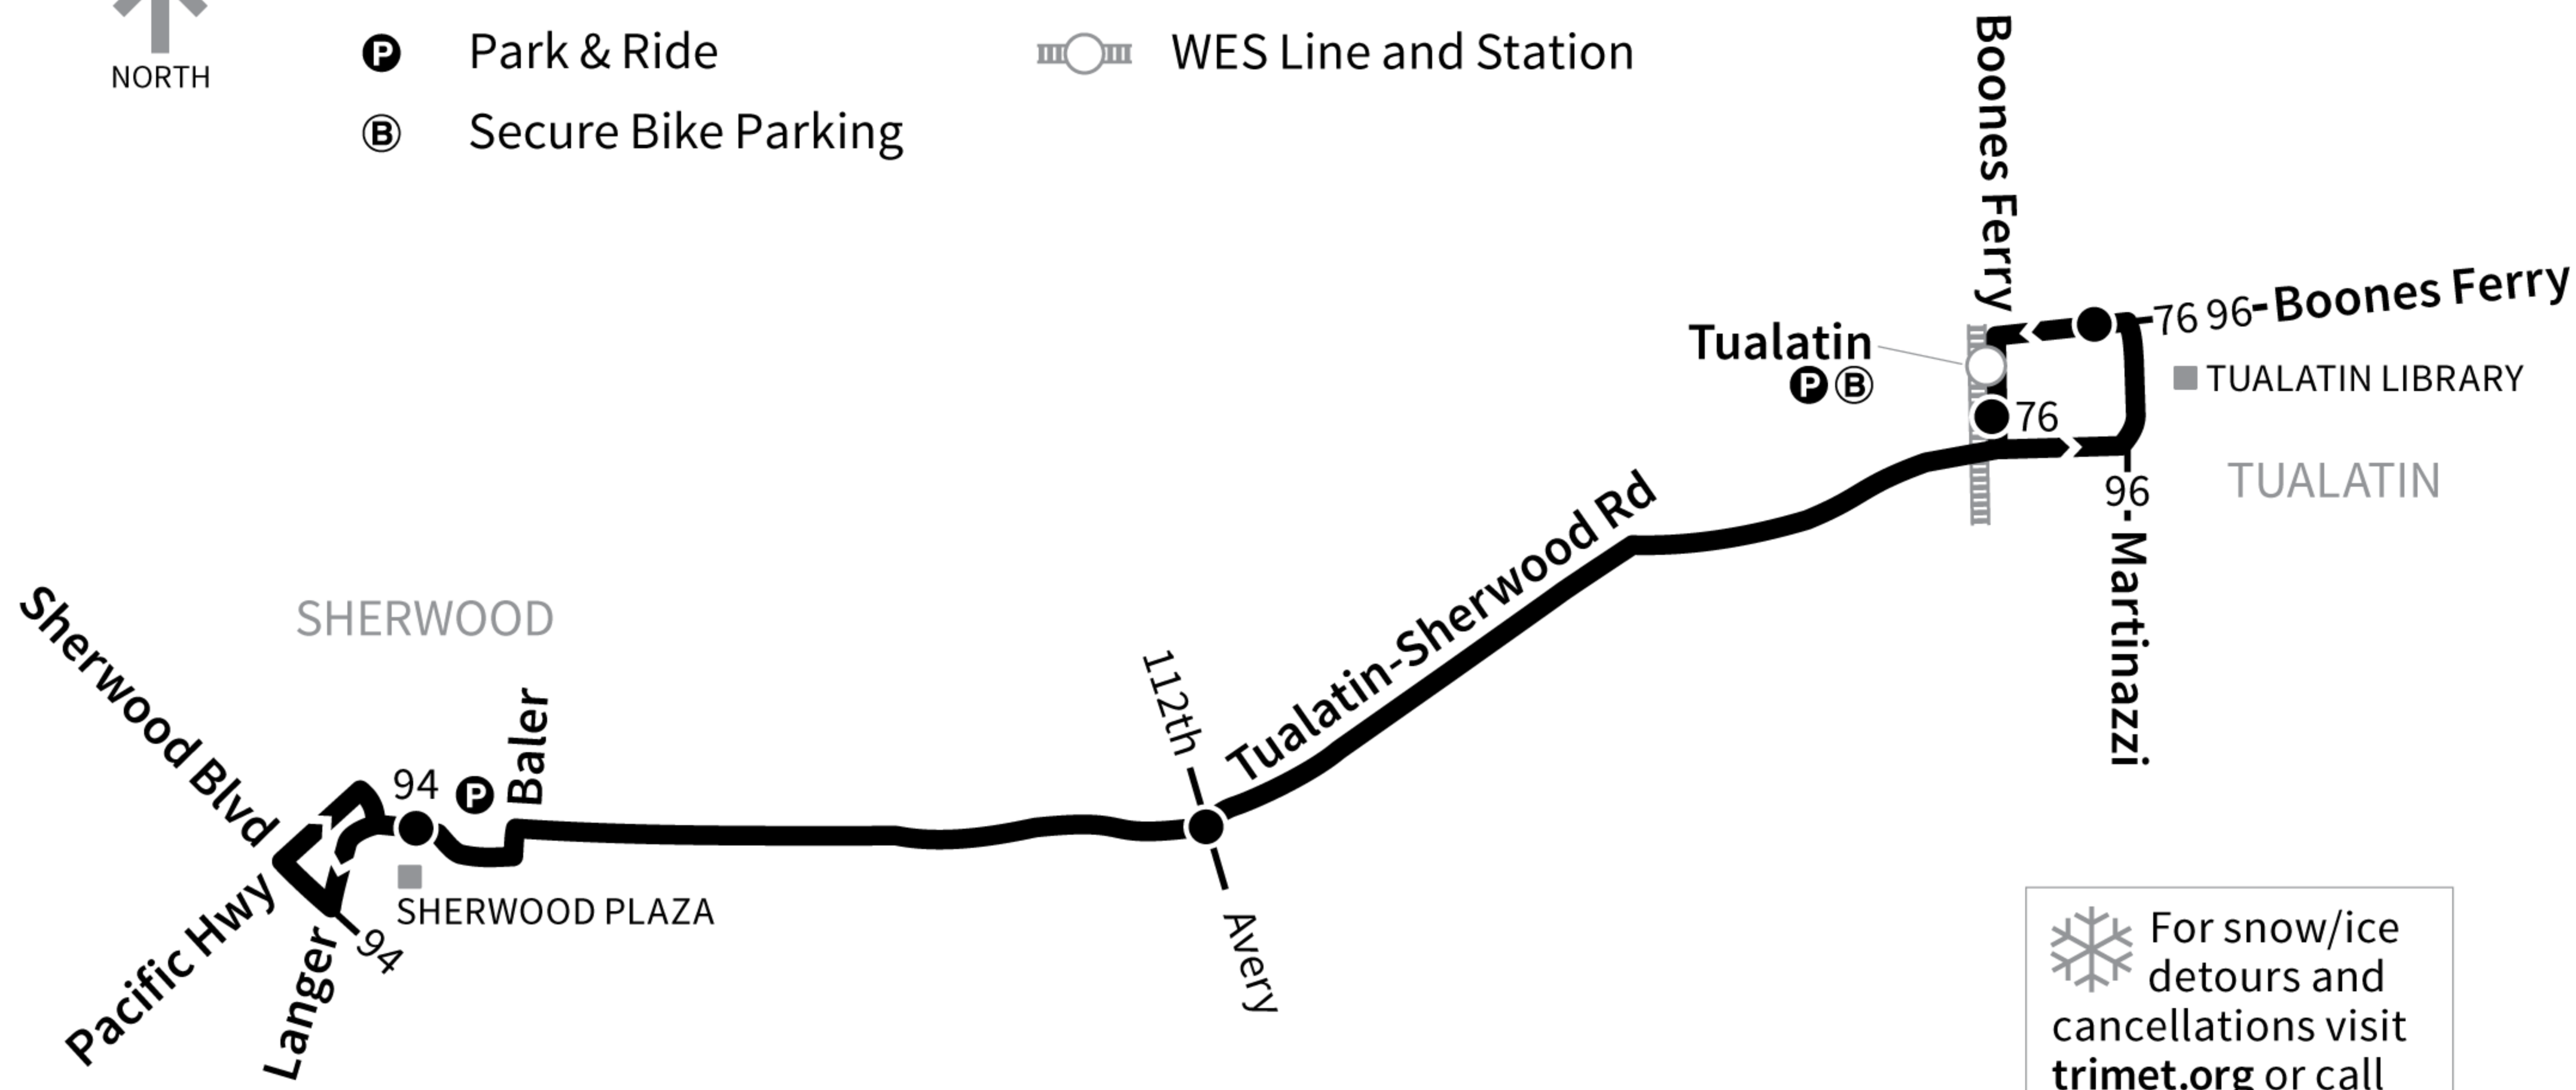 NORTH
P Park & Ride
B Secure Bike Parking
WES Line and Station
Boones Ferry
76 96-Boones Ferry
Tualatin
P B
TUALATIN LIBRARY
76
TUALATIN
96- Martinazzi
Tualatin-Sherwood Rd
SHERWOOD
Sherwood Blvd
112th
Baler
94 P
SHERWOOD PLAZA
Pacific Hwy
Langer
94
Avery
For snow/ice
detours and
cancellations visit
trimet.org or call